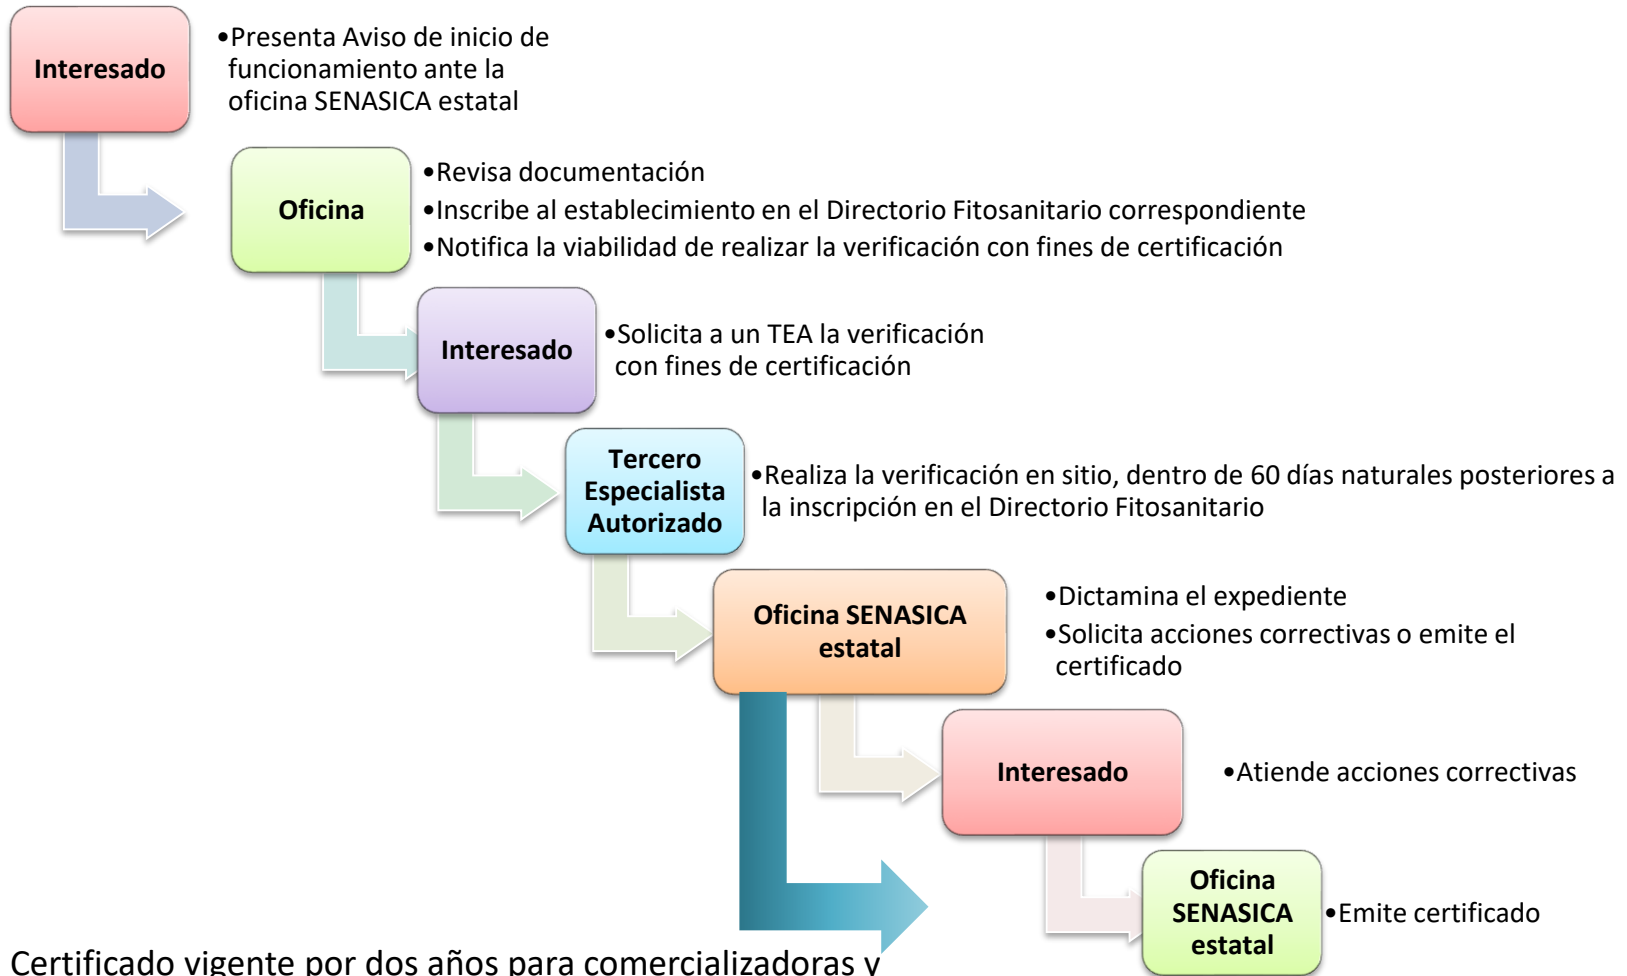 Interesado
•Presenta Aviso de inicio de
funcionamiento ante la
oficina SENASICA estatal
Oficina
•Revisa documentación
•Inscribe al establecimiento en el Directorio Fitosanitario correspondiente
•Notifica la viabilidad de realizar la verificación con fines de certificación
Interesado
•Solicita a un TEA la verificación
con fines de certificación
Tercero
Especialista
Autorizado
•Realiza la verificación en sitio, dentro de 60 días naturales posteriores a
la inscripción en el Directorio Fitosanitario
Oficina SENASICA
estatal
•Dictamina el expediente
•Solicita acciones correctivas o emite el
certificado
Interesado
•Atiende acciones correctivas
Oficina
SENASICA
estatal
•Emite certificado
Certificado vigente por dos años para comercializadoras y